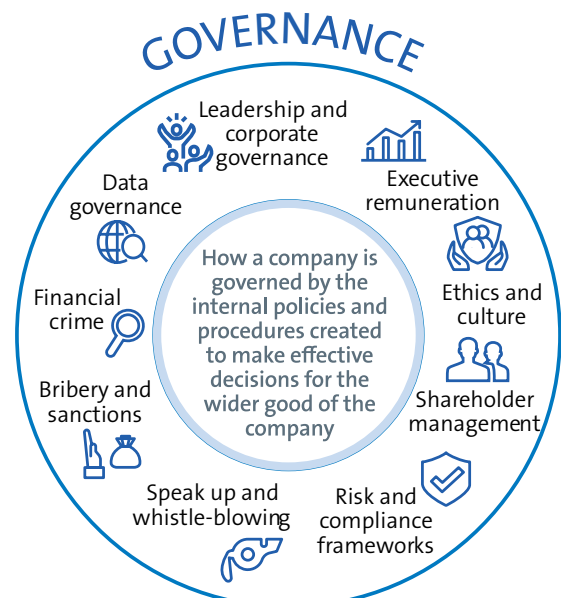 GOVERNANCE
Leadership and
corporate
governance
Executive
remuneration
Ethics and
culture
Shareholder
management
Risk and
compliance
frameworks
Speak up and
whistle-blowing
Bribery and
sanctions
Financial
crime
Data
governance
How a company is
governed by the
internal policies and
procedures created
to make effective
decisions for the
wider good of the
company